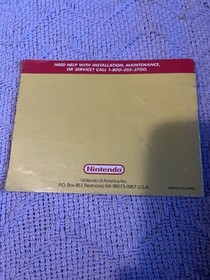 NEED HELP WITH INSTALLATION, MAINTENANCE,
OR SERVICE? CALL 1-800-255-3700.
Nintendo
Nintendo of America Inc.
P.O. Box 957, Redmond, WA 98073-0957 U.S.A.